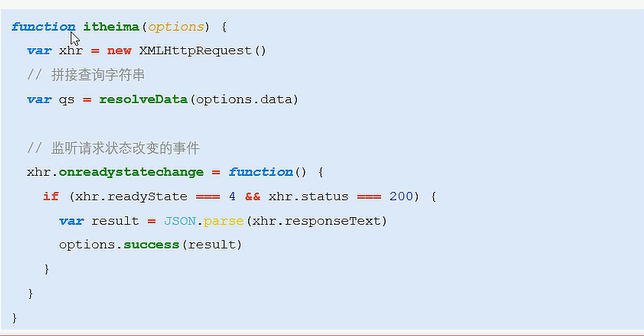 function itheima(options) {
  var xhr = new XMLHttpRequest()
  // 拼接查询字符串
  var qs = resolveData(options.data)

  // 监听请求状态改变的事件
  xhr.onreadystatechange = function() {
    if (xhr.readyState === 4 && xhr.status === 200) {
      var result = JSON.parse(xhr.responseText)
      options.success(result)
    }
  }
}